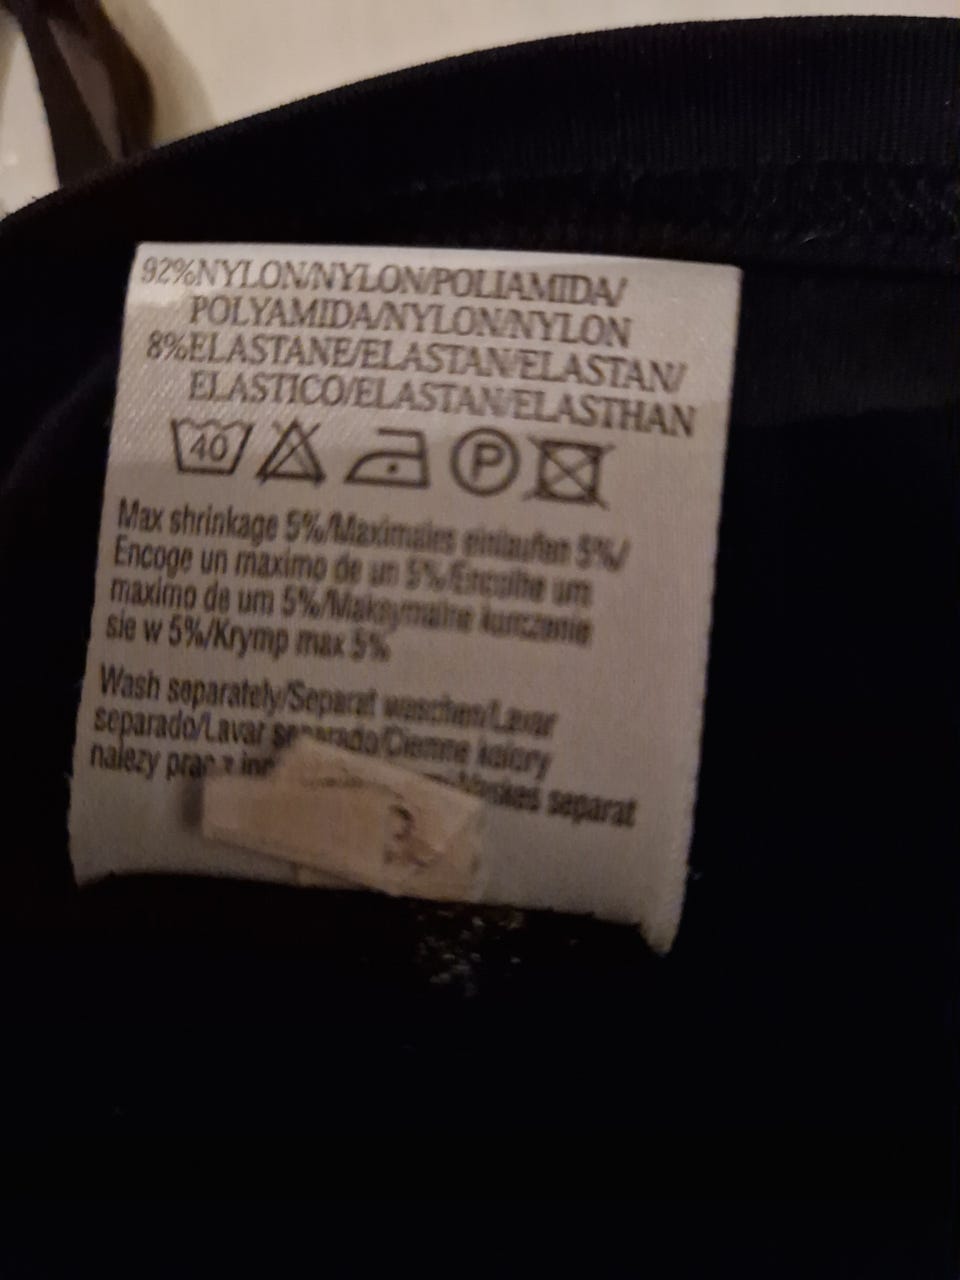 92%NYLON/NYLON/POLIAMIDA/
POLYAMIDA/NYLON/NYLON
8%ELASTANE/ELASTAN/ELASTAN/
ELASTICO/ELASTAN/ELASTHAN
40 P
Max shrinkage 5%/Maximales einlaufen 5%/
Encoge un maximo de un 5%/Encolhe um
maximo de um 5%/Maksymalne kurczenie
sie w 5%/Krymp max 5%
Wash separately/Separat waschen/Lavar
separado/Lavar separado/Ciemne kolory
nalezy prac z separat